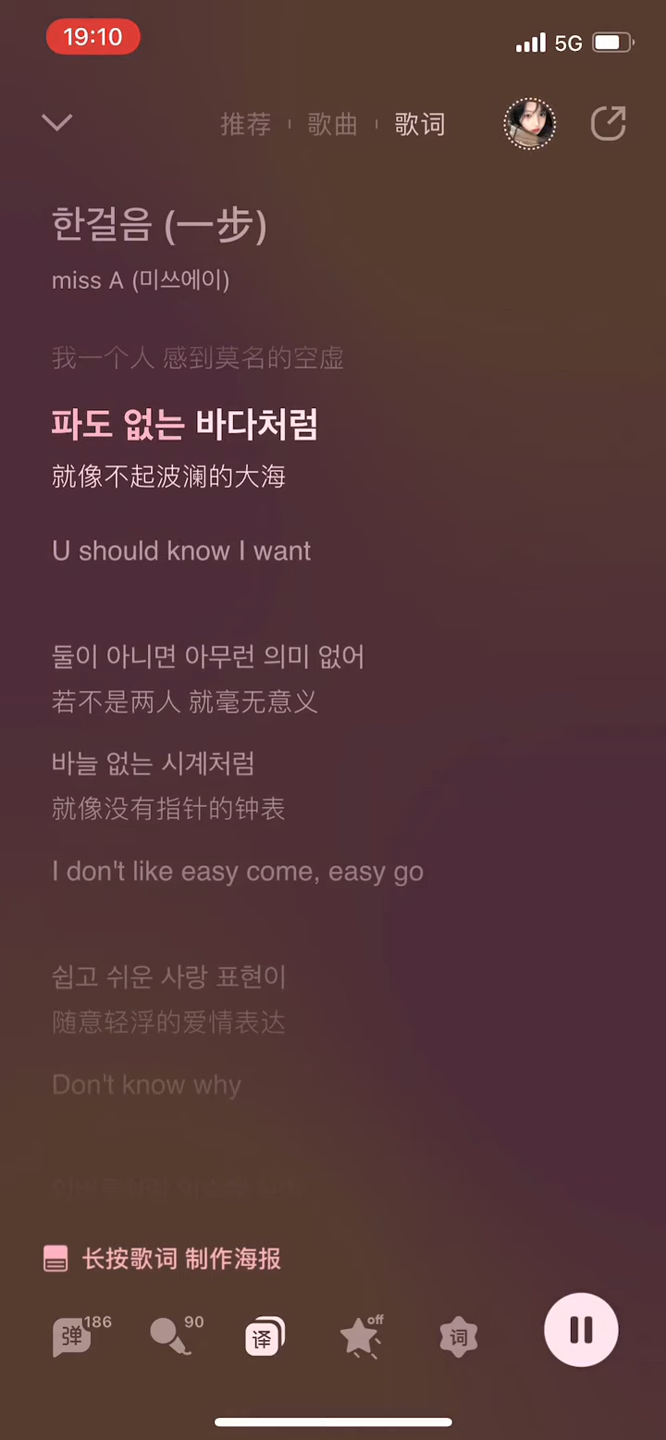 19:10
5G
推荐 歌曲 歌词
한걸음 (一步)
miss A (미쓰에이)
我一个人 感到莫名的空虚
파도 없는 바다처럼
就像不起波澜的大海
U should know I want
둘이 아니면 아무런 의미 없어
若不是两人 就毫无意义
바늘 없는 시계처럼
就像没有指针的钟表
I don't like easy come, easy go
쉽고 쉬운 사랑 표현이
随意轻浮的爱情表达
Don't know why
长按歌词 制作海报
弹 186 90 译 off 词